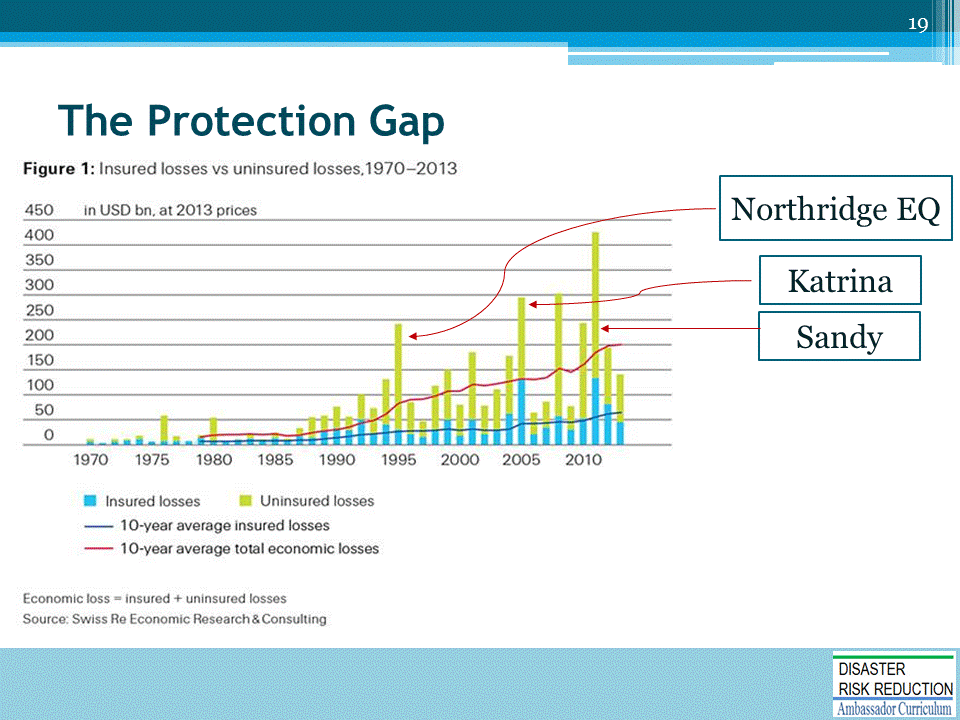 19
The Protection Gap
Figure 1: Insured losses vs uninsured losses,1970–2013
450 in USD bn, at 2013 prices
400
350
300
250
200
150
100
50
0
1970 1975 1980 1985 1990 1995 2000 2005 2010
Northridge EQ
Katrina
Sandy
Insured losses Uninsured losses
10-year average insured losses
10-year average total economic losses
Economic loss = insured + uninsured losses
Source: Swiss Re Economic Research & Consulting
DISASTER
RISK REDUCTION
Ambassador Curriculum